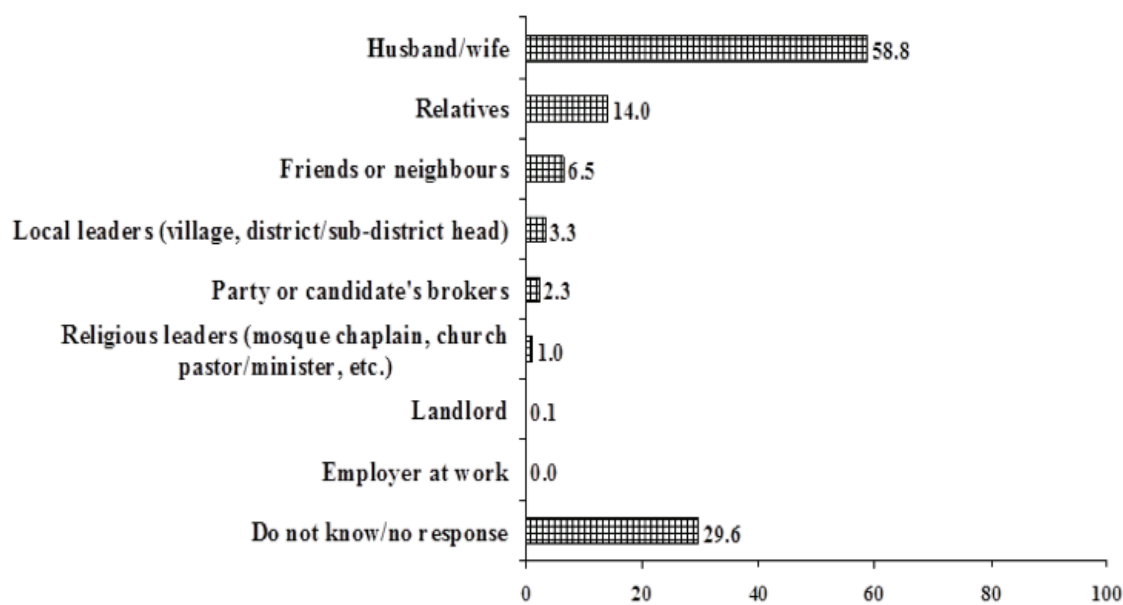 Husband/wife 58.8
Relatives 14.0
Friends or neighbours 6.5
Local leaders (village, district/sub-district head) 3.3
Party or candidate's brokers 2.3
Religious leaders (mosque chaplain, church
pastor/minister, etc.) 1.0
Landlord 0.1
Employer at work 0.0
Do not know/no response 29.6
0 20 40 60 80 100